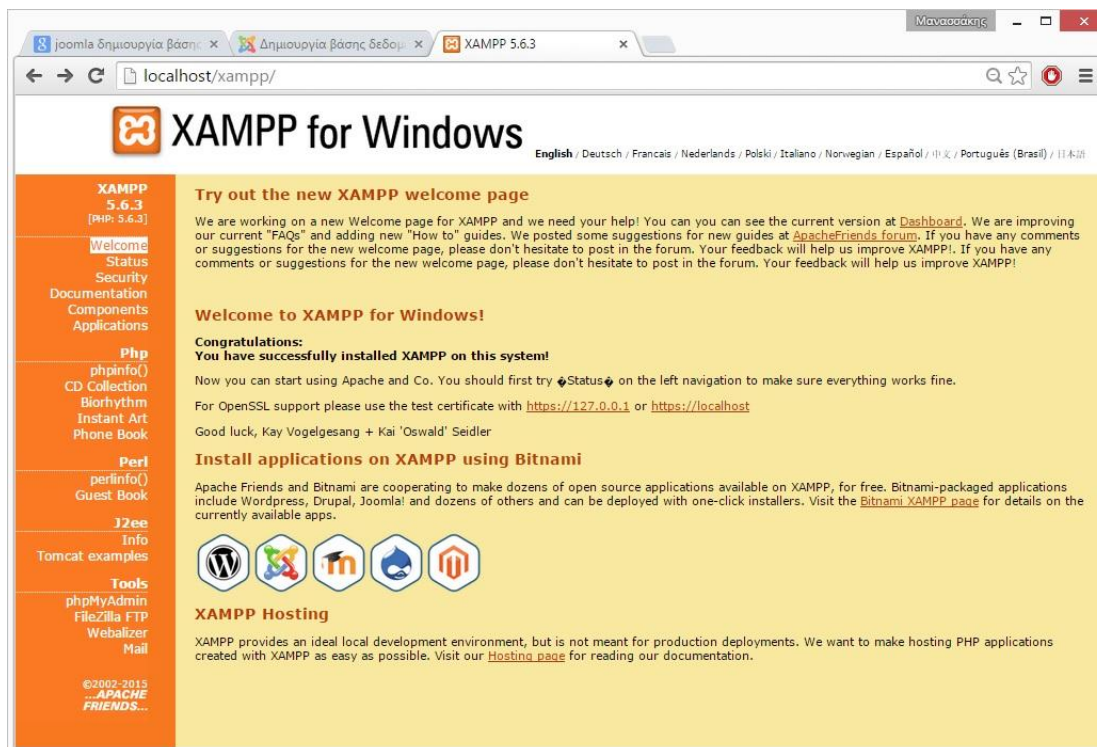 Μανασσάκης
joomla δημιουργία βάσης
Δημιουργία βάσης δεδομ
XAMPP 5.6.3
localhost/xampp/
XAMPP for Windows
English / Deutsch / Francais / Nederlands / Polski / Italiano / Norwegian / Español / 中文 / Português (Brasil) / 日本語
XAMPP
5.6.3
[PHP: 5.6.3]
Welcome
Status
Security
Documentation
Components
Applications
Php
phpinfo()
CD Collection
Biorhythm
Instant Art
Phone Book
Perl
perlinfo()
Guest Book
J2ee
Info
Tomcat examples
Tools
phpMyAdmin
FileZilla FTP
Webalizer
Mail
©2002-2015
...APACHE
FRIENDS...
Try out the new XAMPP welcome page
We are working on a new Welcome page for XAMPP and we need your help! You can you can see the current version at Dashboard. We are improving
our current "FAQs" and adding new "How to" guides. We posted some suggestions for new guides at ApacheFriends forum. If you have any comments
or suggestions for the new welcome page, please don't hesitate to post in the forum. Your feedback will help us improve XAMPP!. If you have any
comments or suggestions for the new welcome page, please don't hesitate to post in the forum. Your feedback will help us improve XAMPP!
Welcome to XAMPP for Windows!
Congratulations:
You have successfully installed XAMPP on this system!
Now you can start using Apache and Co. You should first try �Status� on the left navigation to make sure everything works fine.
For OpenSSL support please use the test certificate with https://127.0.0.1 or https://localhost
Good luck, Kay Vogelgesang + Kai 'Oswald' Seidler
Install applications on XAMPP using Bitnami
Apache Friends and Bitnami are cooperating to make dozens of open source applications available on XAMPP, for free. Bitnami-packaged applications
include Wordpress, Drupal, Joomla! and dozens of others and can be deployed with one-click installers. Visit the Bitnami XAMPP page for details on the
currently available apps.
XAMPP Hosting
XAMPP provides an ideal local development environment, but is not meant for production deployments. We want to make hosting PHP applications
created with XAMPP as easy as possible. Visit our Hosting page for reading our documentation.